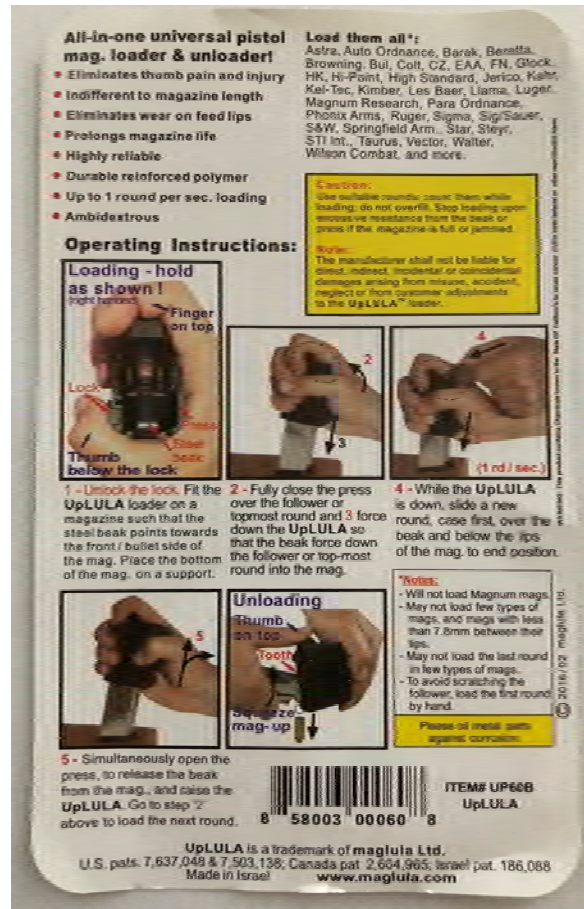 All-in-one universal pistol
mag. loader & unloader!
• Eliminates thumb pain and injury
• Indifferent to magazine length
• Eliminates wear on feed lips
• Prolongs magazine life
• Highly reliable
• Durable reinforced polymer
• Up to 1 round per sec. loading
• Ambidextrous
Load them all*:
Astra, Auto Ordnance, Barak, Beretta,
Browning, Bul, Colt, CZ, EAA, FN, Glock,
HK, Hi-Point, High Standard, Jerico, Kahr,
Kel-Tec, Kimber, Les Baer, Llama, Luger,
Magnum Research, Para Ordnance,
Phonix Arms, Ruger, Sigma, Sig/Sauer,
S&W, Springfield Arm., Star, Steyr,
STI Int., Taurus, Vector, Walter,
Wilson Combat, and more.
Caution:
Use suitable rounds; count them while
loading; do not overfill. Stop loading upon
excessive resistance from the beak or
press if the magazine is full or jammed.
Note:
The manufacturer shall not be liable for
direct, indirect, incidental or coincidental
damages arising from misuse, accident,
neglect or from customer adjustments
to the UpLULA™ loader.
Operating Instructions:
Loading - hold
as shown !
(right handed)
Finger
on top
Lock
Press
Steel
beak
Thumb
below the lock
2
3
4
(1 rd / sec.)
1 - Unlock the lock. Fit the
UpLULA loader on a
magazine such that the
steel beak points towards
the front / bullet side of
the mag. Place the bottom
of the mag. on a support.
2 - Fully close the press
over the follower or
topmost round and 3 force
down the UpLULA so
that the beak force down
the follower or top-most
round into the mag.
4 - While the UpLULA
is down, slide a new
round, case first, over the
beak and below the lips
of the mag. to end position.
5
Unloading
Thumb
on top
Tooth
Squeeze
mag-up
*Notes:
- Will not load Magnum mags.
- May not load few types of
mags, and mags with less
than 7.8mm between their
lips.
- May not load the last round
in few types of mags.
- To avoid scratching the
follower, load the first round
by hand.
Please oil metal parts
against corrosion.
© 2016/02 maglula Ltd.
5 - Simultaneously open the
press, to release the beak
from the mag., and raise the
UpLULA. Go to step '2'
above to load the next round.
8 58003 00060 8
ITEM# UP60B
UpLULA
UpLULA is a trademark of maglula Ltd.
U.S. pats. 7,637,048 & 7,503,138; Canada pat 2,604,965; Israel pat. 186,088
Made in Israel www.maglula.com